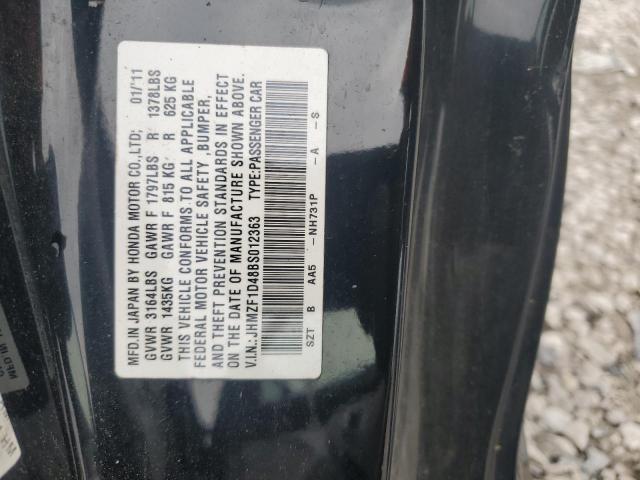 MFD.IN JAPAN BY HONDA MOTOR CO.,LTD; 01/'11
GVWR 3164LBS GAWR F 1797LBS R 1378LBS
GVWR 1435KG GAWR F 815 KG R 625 KG
THIS VEHICLE CONFORMS TO ALL APPLICABLE
FEDERAL MOTOR VEHICLE SAFETY ,BUMPER,
AND THEFT PREVENTION STANDARDS IN EFFECT
ON THE DATE OF MANUFACTURE SHOWN ABOVE.
V.I.N.:JHMZF1D48BS012363 TYPE:PASSENGER CAR
SZT B AA5 -NH731P -A -S